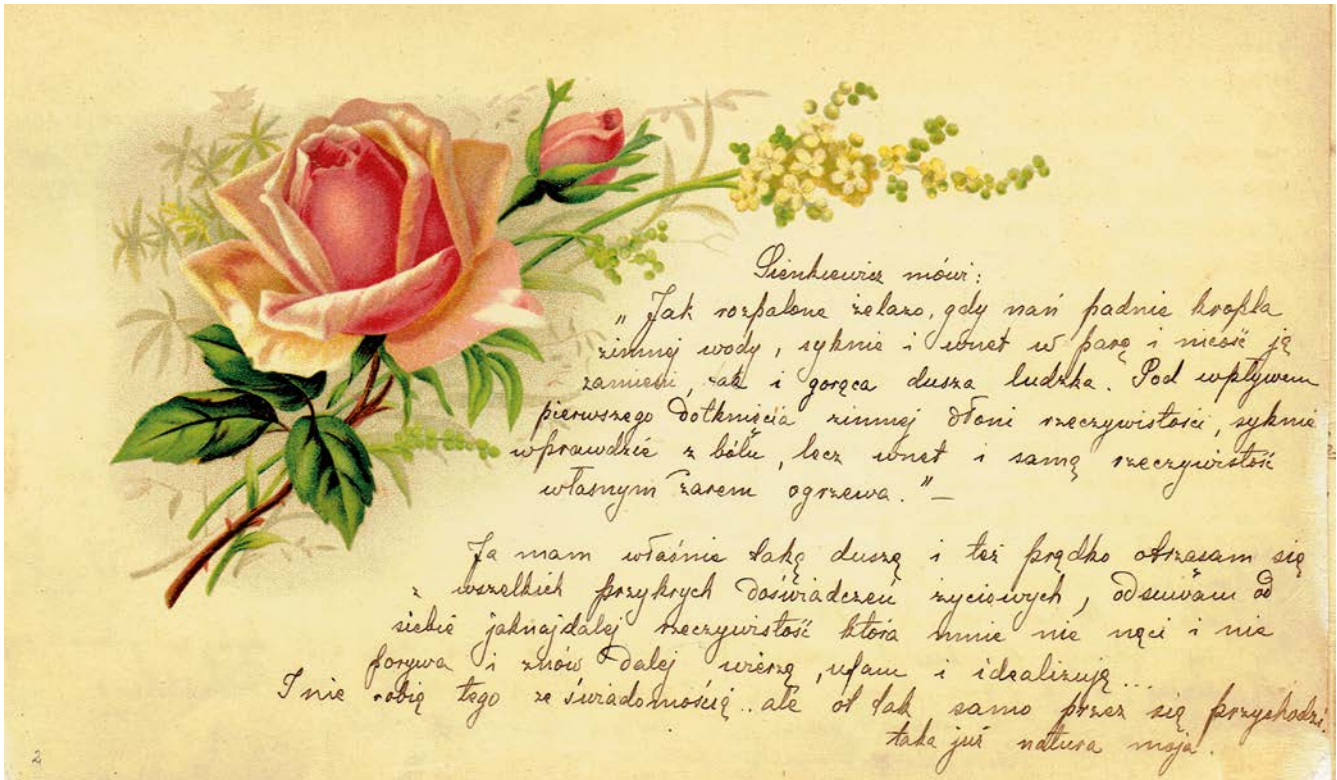 Sienkiewicz mówi:
„Jak rozpalone żelazo, gdy nań padnie kropla
zimnej wody, syknie i wnet w parę i nicość ją
zamieni, tak i gorąca dusza ludzka. Pod wpływem
pierwszego dotknięcia zimnej dłoni rzeczywistości, syknie
wprawdzie z bólu, lecz wnet i samą rzeczywistość
własnym żarem ogrzewa." —
Ja mam właśnie taką duszę i też prędko otrząsam się
z wszelkich przykrych doświadczeń życiowych, odsuwam od
siebie jaknajdalej rzeczywistość która mnie nie nęci i nie
porywa i znów dalej wierzę, ufam i idealizuję...
I nie robię tego ze świadomością.. ale ot tak samo przez się przychodzi.
taka już natura moja.
2